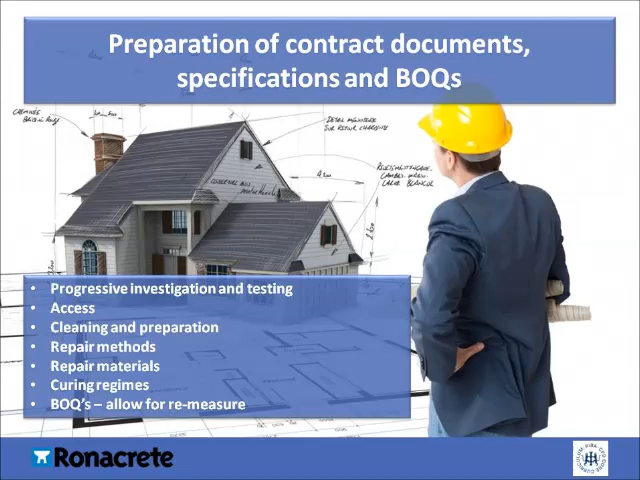 Preparation of contract documents,
specifications and BOQs
• Progressive investigation and testing
• Access
• Cleaning and preparation
• Repair methods
• Repair materials
• Curing regimes
• BOQ's – allow for re-measure
Ronacrete